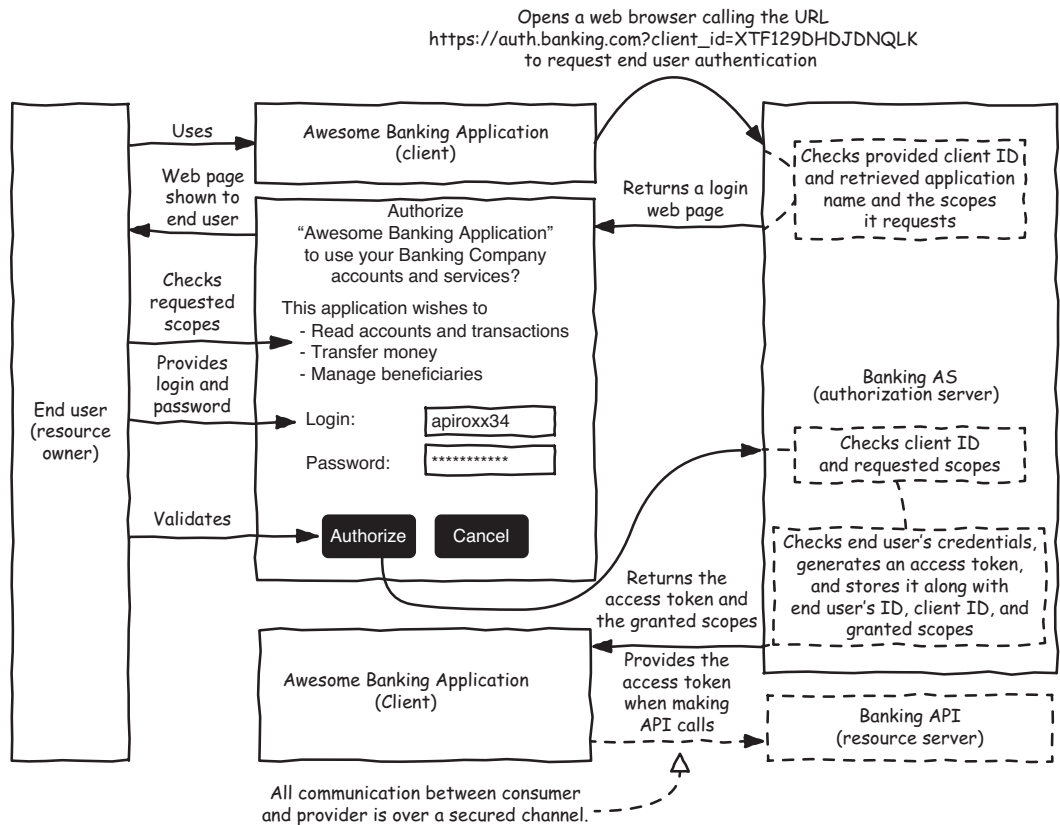 Opens a web browser calling the URL
https://auth.banking.com?client_id=XTF129DHDJDNQLK
to request end user authentication
Uses
Awesome Banking Application
(client)
Checks provided client ID
and retrieved application
name and the scopes
it requests
Web page
shown to
end user
Returns a login
web page
Authorize
“Awesome Banking Application”
to use your Banking Company
accounts and services?
Checks
requested
scopes
This application wishes to
- Read accounts and transactions
- Transfer money
- Manage beneficiaries
Provides
login and
password
End user
(resource
owner)
Login:
apiroxx34
Password:
***********
Banking AS
(authorization server)
Checks client ID
and requested scopes
Validates
Authorize
Cancel
Checks end user’s credentials,
generates an access token,
and stores it along with
end user’s ID, client ID, and
granted scopes
Returns the
access token and
the granted scopes
Awesome Banking Application
(Client)
Provides the
access token
when making
API calls
Banking API
(resource server)
All communication between consumer
and provider is over a secured channel.